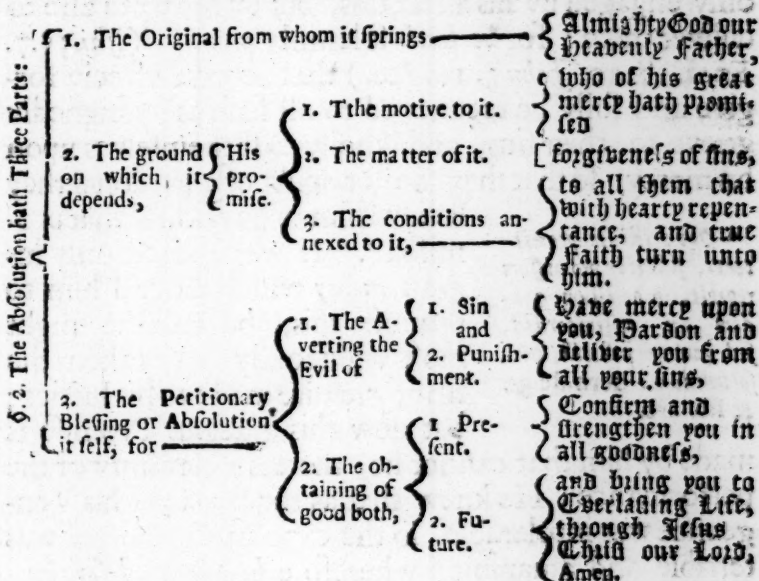 §. 2. The Abſolution hath Three Parts:
1. The Original from whom it ſprings
Almighty God our
Heavenly Father,
2. The ground
on which it
depends,
His
pro-
miſe.
1. Tthe motive to it.
who of his great
mercy hath promi-
ſed
2. The matter of it.
[ forgiveneſs of ſins,
3. The conditions an-
nexed to it,
to all them that
with hearty repen-
tance, and true
Faith turn unto
him.
3. The Petitionary
Bleſſing or Abſolution
it ſelf, for
1. The A-
verting the
Evil of
1. Sin
and
2. Puniſh-
ment.
Have mercy upon
you, Pardon and
deliver you from
all your ſins,
2. The ob-
taining of
good both,
1 Pre-
ſent.
Confirm and
ſtrengthen you in
all goodneſs,
2. Fu-
ture.
and bring you to
Everlaſting Life,
through Jeſus
Chriſt our Lord,
Amen.